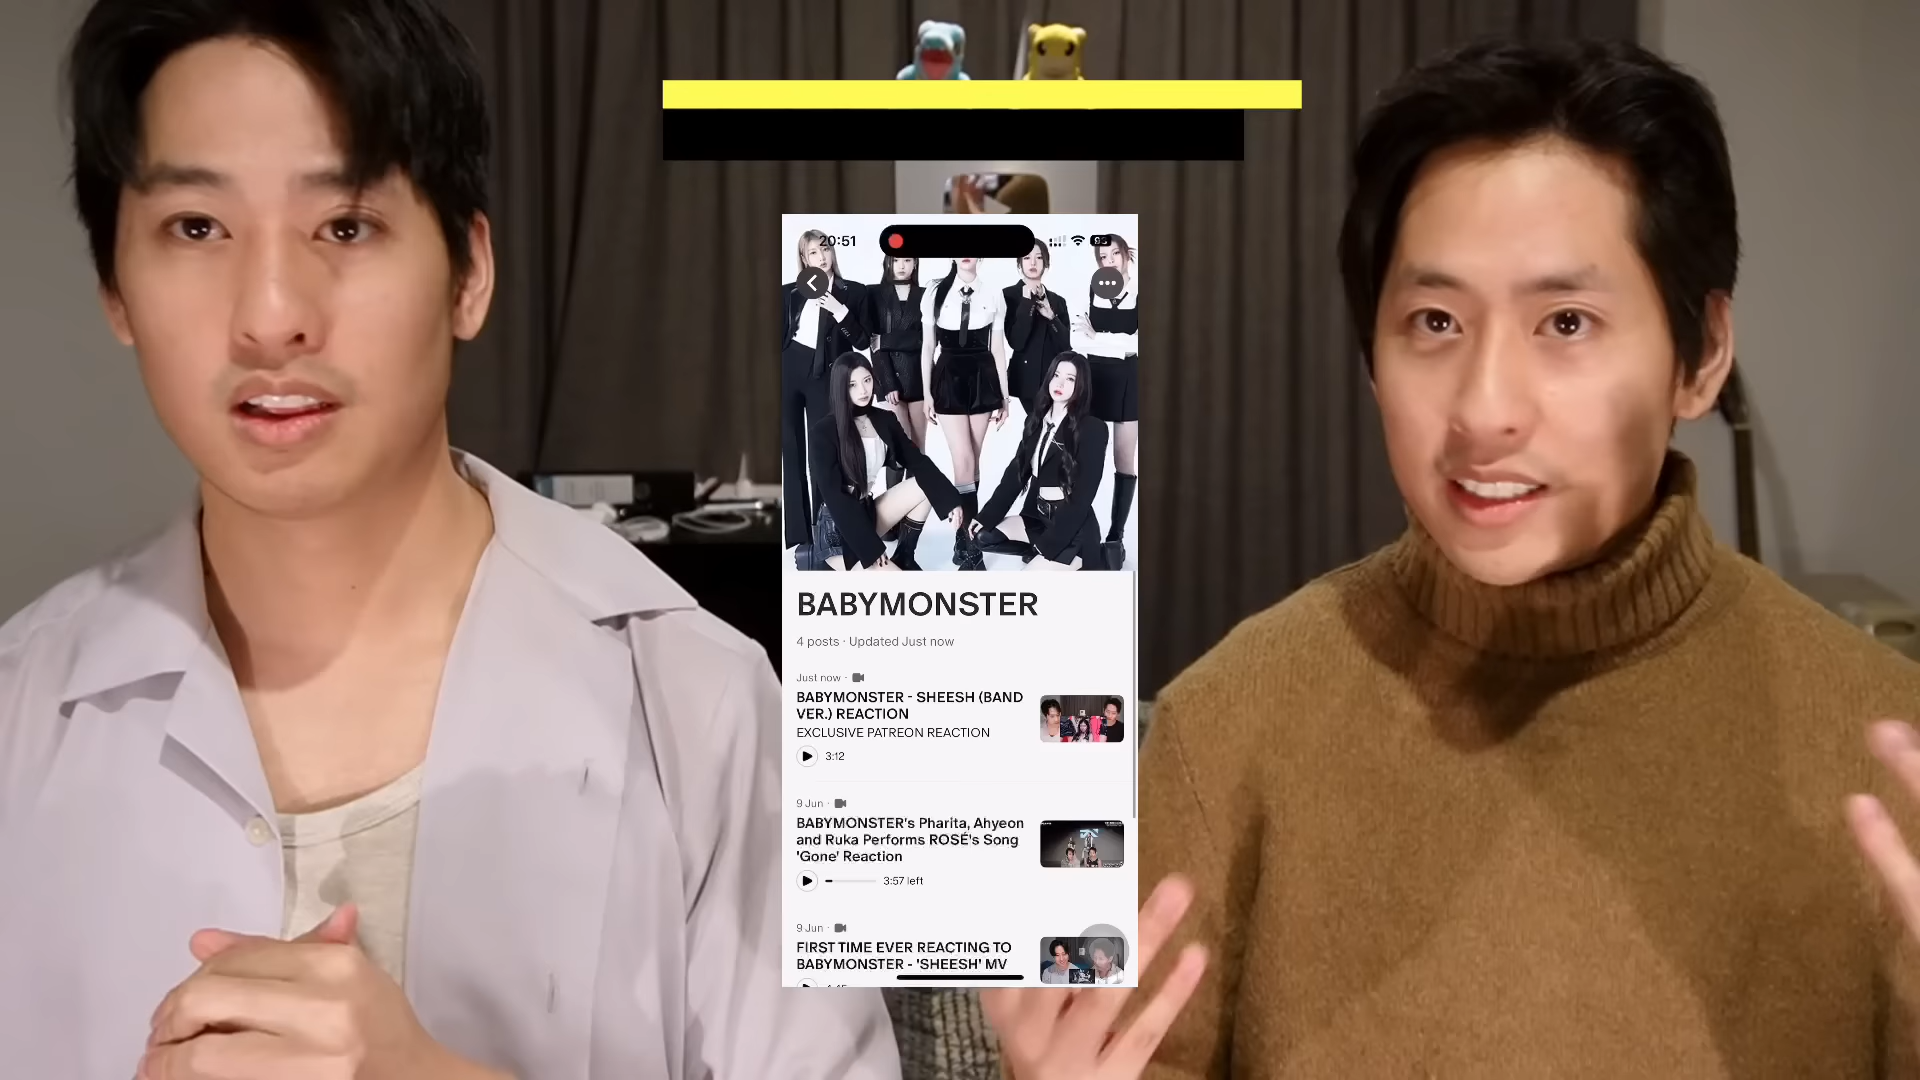 20:51
BABYMONSTER
4 posts · Updated Just now
Just now ·
BABYMONSTER - SHEESH (BAND
VER.) REACTION
EXCLUSIVE PATREON REACTION
3:12
9 Jun ·
BABYMONSTER's Pharita, Ahyeon
and Ruka Performs ROSÉ's Song
'Gone' Reaction
3:57 left
9 Jun ·
FIRST TIME EVER REACTING TO
BABYMONSTER - 'SHEESH' MV